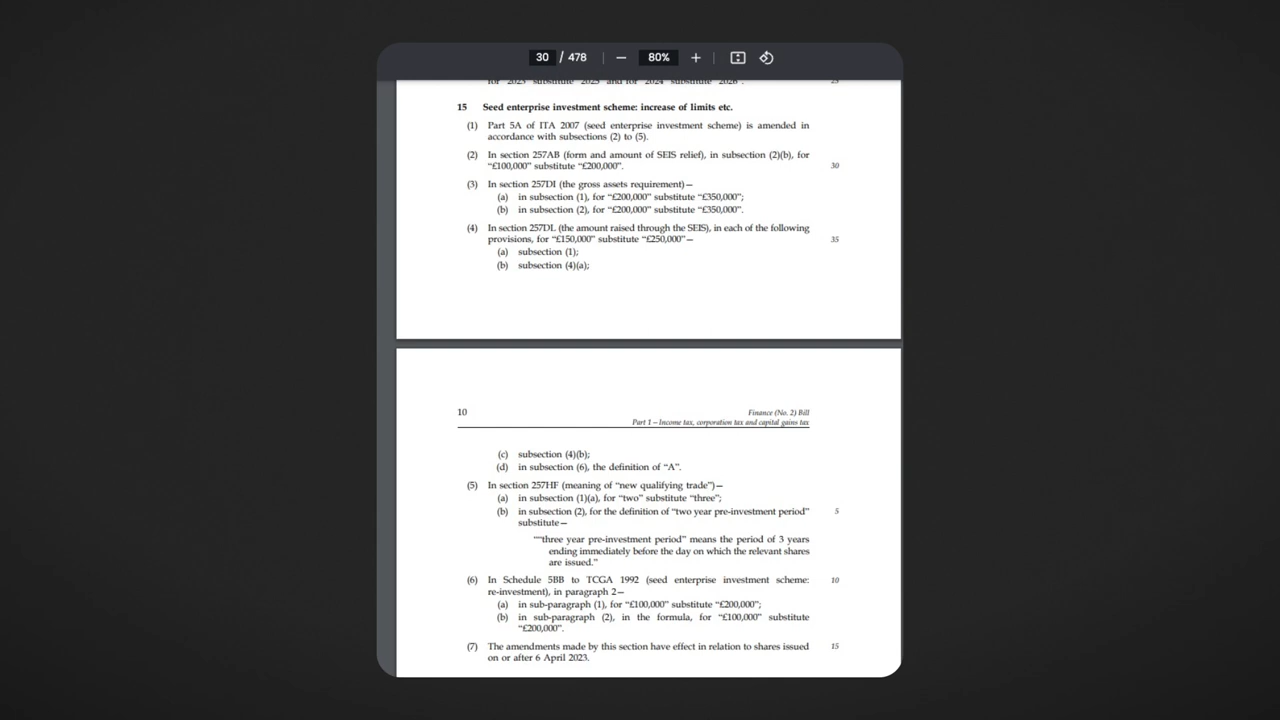 30 / 478 − 80% +
for "2023" substitute "2025" and for "2024" substitute "2026". 25
15 Seed enterprise investment scheme: increase of limits etc.
(1) Part 5A of ITA 2007 (seed enterprise investment scheme) is amended in
accordance with subsections (2) to (5).
(2) In section 257AB (form and amount of SEIS relief), in subsection (2)(b), for
“£100,000” substitute “£200,000”. 30
(3) In section 257DI (the gross assets requirement)—
(a) in subsection (1), for “£200,000” substitute “£350,000”;
(b) in subsection (2), for “£200,000” substitute “£350,000”.
(4) In section 257DL (the amount raised through the SEIS), in each of the following
provisions, for “£150,000” substitute “£250,000”— 35
(a) subsection (1);
(b) subsection (4)(a);
10 Finance (No. 2) Bill
Part 1—Income tax, corporation tax and capital gains tax
(c) subsection (4)(b);
(d) in subsection (6), the definition of “A”.
(5) In section 257HF (meaning of “new qualifying trade”)—
(a) in subsection (1)(a), for “two” substitute “three”;
(b) in subsection (2), for the definition of “two year pre-investment period” 5
substitute—
““three year pre-investment period” means the period of 3 years
ending immediately before the day on which the relevant shares
are issued.”
(6) In Schedule 5BB to TCGA 1992 (seed enterprise investment scheme: 10
re-investment), in paragraph 2—
(a) in sub-paragraph (1), for “£100,000” substitute “£200,000”;
(b) in sub-paragraph (2), in the formula, for “£100,000” substitute
“£200,000”.
(7) The amendments made by this section have effect in relation to shares issued 15
on or after 6 April 2023.